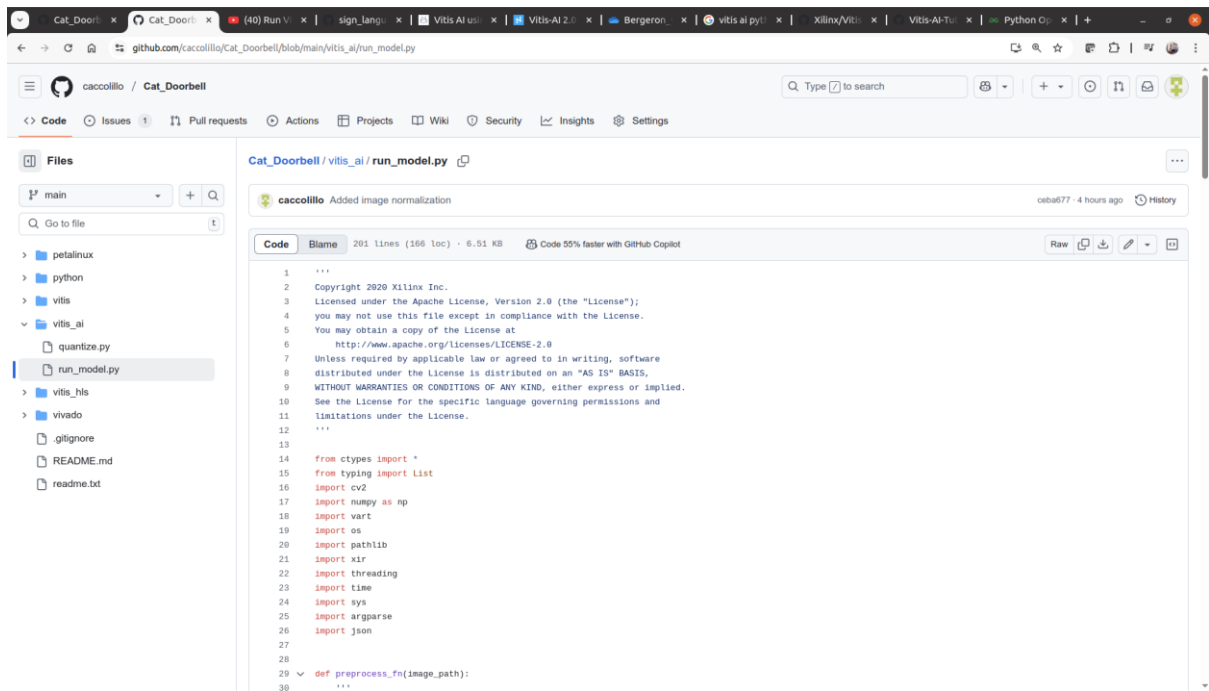 Cat_Doorb
Cat_Doorb
(40) Run Vi
sign_langu
Vitis AI usi
Vitis-AI 2.0
Bergeron_
vitis ai pyt
Xilinx/Vitis
Vitis-AI-Tut
Python Op
github.com/caccolillo/Cat_Doorbell/blob/main/vitis_ai/run_model.py
caccolillo / Cat_Doorbell
Type / to search
<> Code
Issues 1
Pull requests
Actions
Projects
Wiki
Security
Insights
Settings
Files
main
Go to file t
petalinux
python
vitis
vitis_ai
quantize.py
run_model.py
vitis_hls
vivado
.gitignore
README.md
readme.txt
Cat_Doorbell / vitis_ai / run_model.py
caccolillo Added image normalization
ceba677 · 4 hours ago History
Code Blame 201 lines (166 loc) · 6.51 KB Code 55% faster with GitHub Copilot
Raw
1 '''
2 Copyright 2020 Xilinx Inc.
3 Licensed under the Apache License, Version 2.0 (the "License");
4 you may not use this file except in compliance with the License.
5 You may obtain a copy of the License at
6 http://www.apache.org/licenses/LICENSE-2.0
7 Unless required by applicable law or agreed to in writing, software
8 distributed under the License is distributed on an "AS IS" BASIS,
9 WITHOUT WARRANTIES OR CONDITIONS OF ANY KIND, either express or implied.
10 See the License for the specific language governing permissions and
11 limitations under the License.
12 '''
13
14 from ctypes import *
15 from typing import List
16 import cv2
17 import numpy as np
18 import vart
19 import os
20 import pathlib
21 import xir
22 import threading
23 import time
24 import sys
25 import argparse
26 import json
27
28
29 def preprocess_fn(image_path):
30 '''